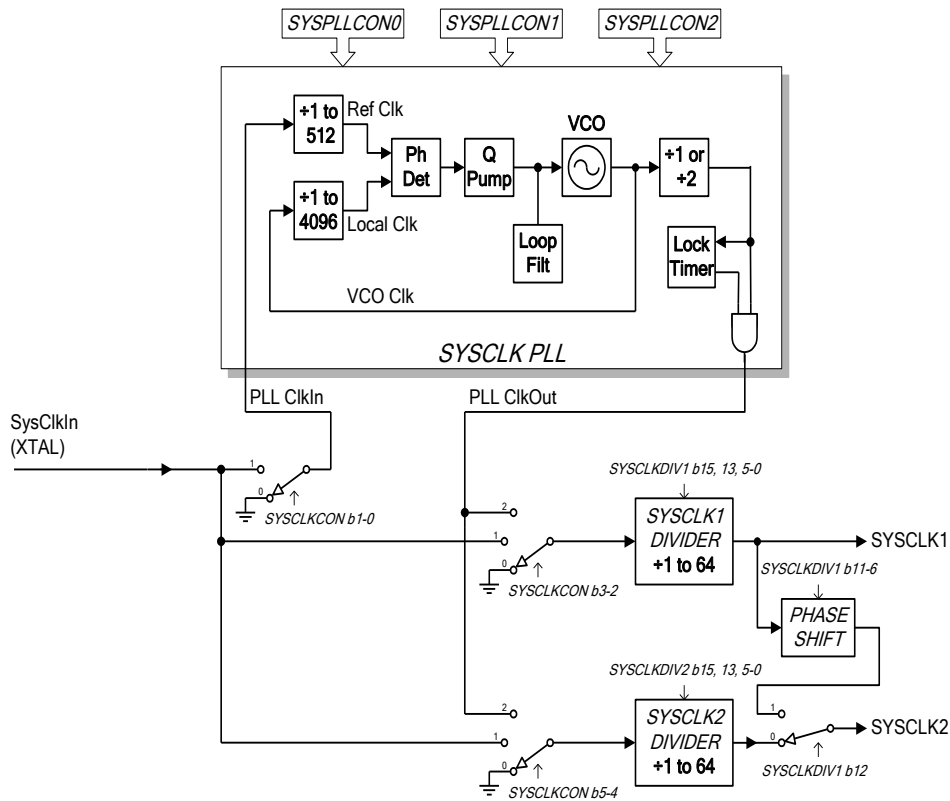 SYSPLLCON0
SYSPLLCON1
SYSPLLCON2
÷1 to
512
Ref Clk
÷1 to
4096
Local Clk
Ph
Det
Q
Pump
VCO
÷1 or
÷2
Loop
Filt
Lock
Timer
VCO Clk
SYSCLK PLL
PLL ClkIn
PLL ClkOut
SysClkIn
(XTAL)
1
0
SYSCLKCON b1-0
2
1
0
SYSCLKCON b3-2
SYSCLKDIV1 b15, 13, 5-0
SYSCLK1
DIVIDER
÷1 to 64
SYSCLK1
SYSCLKDIV1 b11-6
PHASE
SHIFT
2
1
0
SYSCLKCON b5-4
SYSCLKDIV2 b15, 13, 5-0
SYSCLK2
DIVIDER
÷1 to 64
1
0
SYSCLK2
SYSCLKDIV1 b12